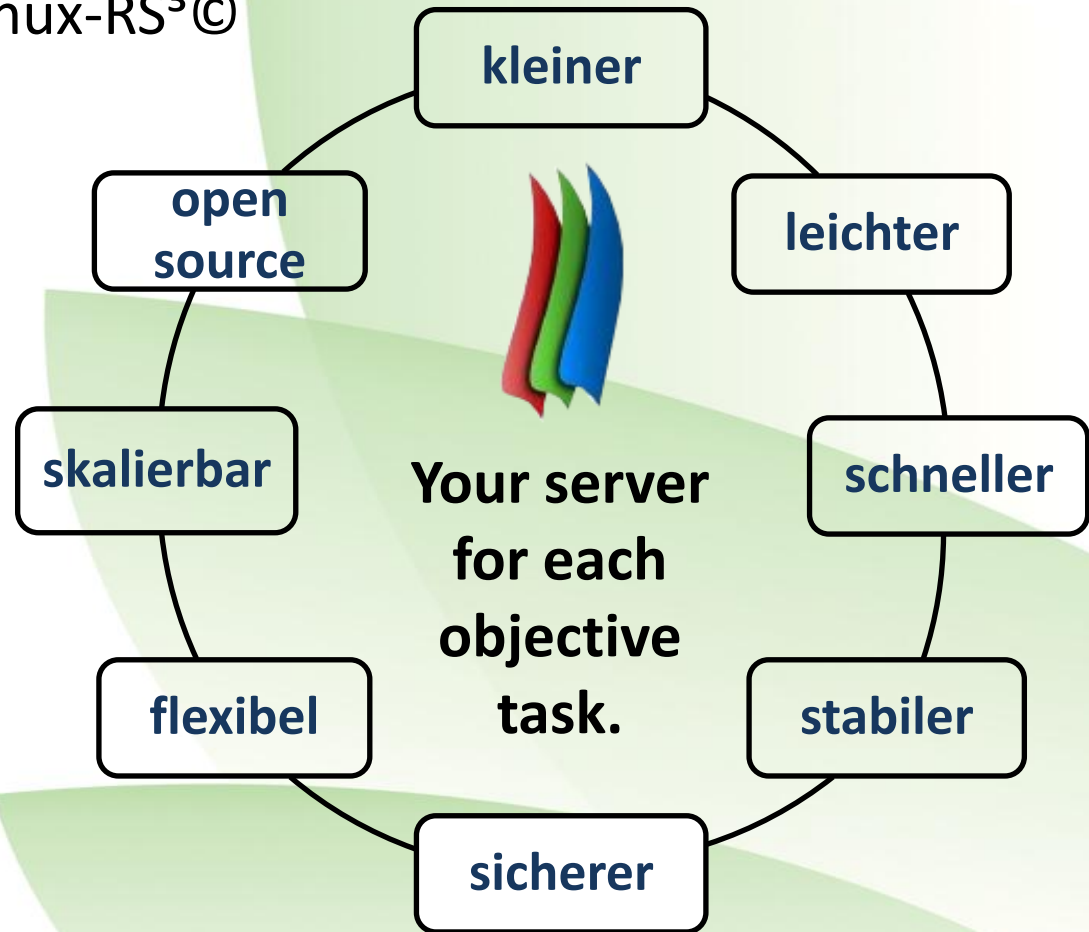 nux-RS³©
kleiner
leichter
schneller
stabiler
sicherer
flexibel
skalierbar
open
source
Your server
for each
objective
task.